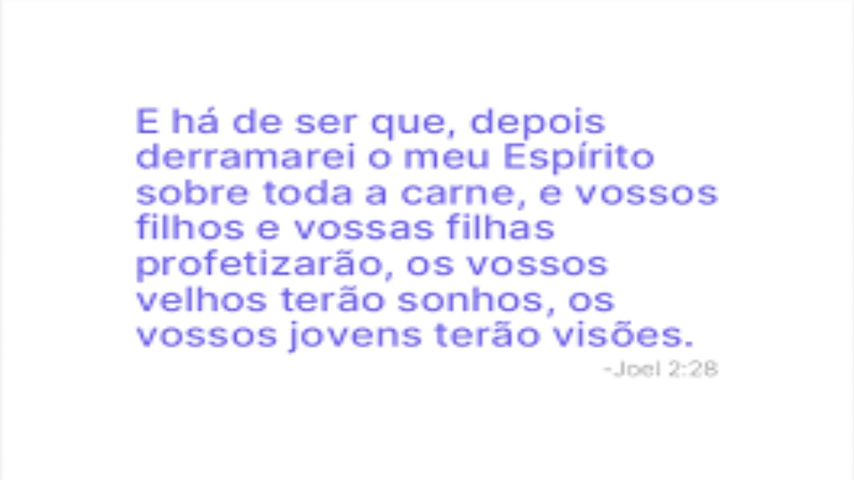 E há de ser que, depois
derramarei o meu Espírito
sobre toda a carne, e vossos
filhos e vossas filhas
profetizarão, os vossos
velhos terão sonhos, os
vossos jovens terão visões.
-Joel 2:28